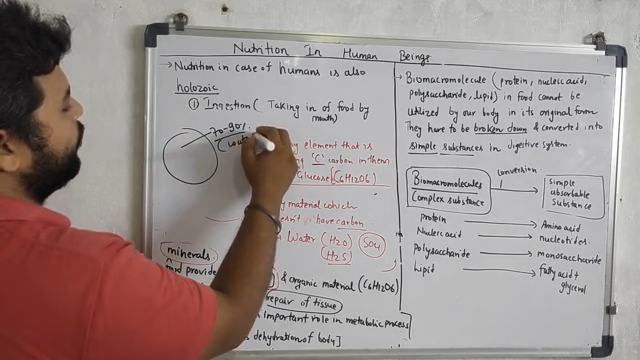 Nutrition In Human Beings
→ Nutrition in case of humans is also
holozoic
① Ingestion ( Taking in of food by
mouth)
70-90%
element that is
'C' carbon in them
Glucose (C6H12O6)
material which
have carbon
Water (H2O)
H2S
SO4
minerals
provide
& organic material (C6H12O6)
repair of tissue
important role in metabolic process
dehydration of body]
→ Biomacromolecule (protein, nucleic acid,
polysaccharide, lipid) in food cannot be
utilized by our body in its original form
They have to be broken down & converted into
simple substances in digestive system.
Biomacromolecules
Complex substance
conversion
simple
absorbable
substance
protein → Amino acid
Nucleic acid → nucleotides
Polysaccharide → monosaccharide
Lipid → fatty acid +
glycerol